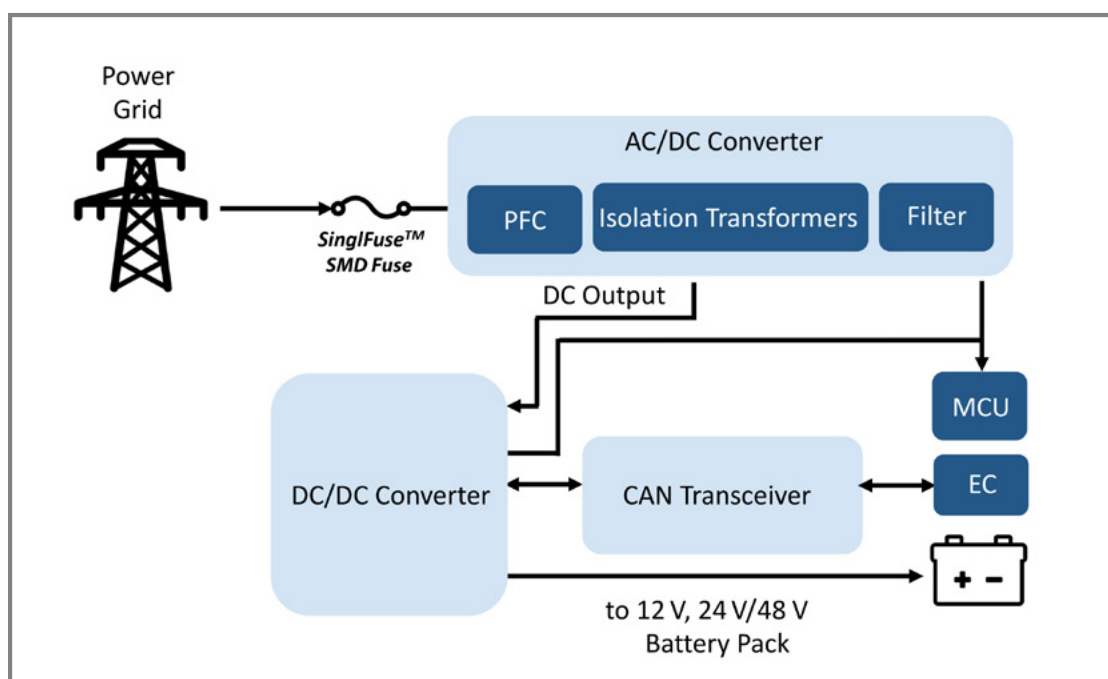 Power
Grid
SinglFuse™
SMD Fuse
AC/DC Converter
PFC
Isolation Transformers
Filter
DC Output
MCU
DC/DC Converter
CAN Transceiver
EC
+ -
to 12 V, 24 V/48 V
Battery Pack